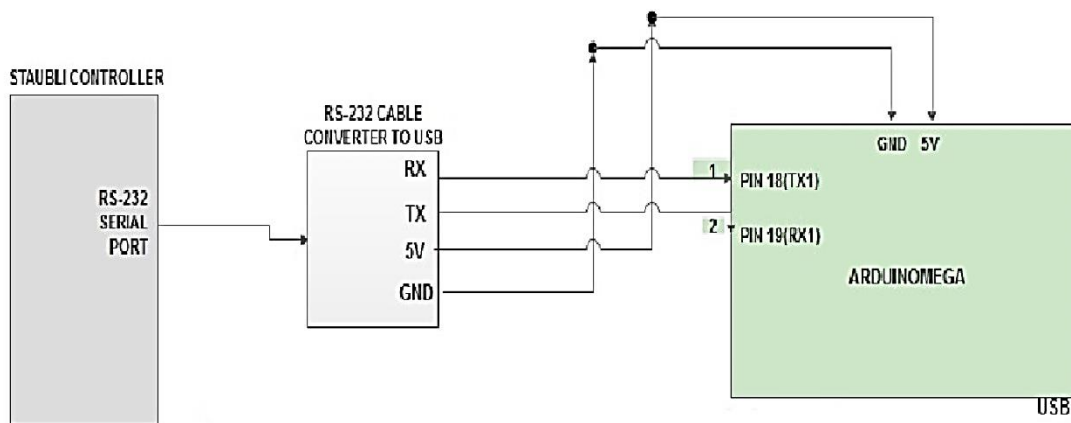 STAUBLI CONTROLLER
RS-232
SERIAL
PORT
RS-232 CABLE
CONVERTER TO USB
RX
TX
5V
GND
GND 5V
1
PIN 18(TX1)
2
PIN 19(RX1)
ARDUINOMEGA
USB